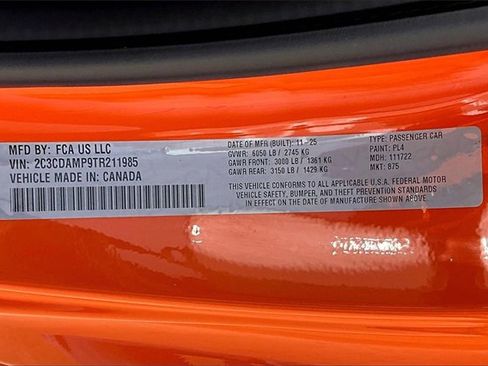 MFD BY: FCA US LLC
VIN: 2C3CDAMP9TR211985
VEHICLE MADE IN: CANADA
DATE OF MFR (BUILT): 11-25
GVWR: 6050 LB / 2745 KG
GAWR FRONT: 3000 LB / 1361 KG
GAWR REAR: 3150 LB / 1429 KG
TYPE: PASSENGER CAR
PAINT: PL4
MDH: 111722
MKT: 875
THIS VEHICLE CONFORMS TO ALL APPLICABLE U.S.A. FEDERAL MOTOR
VEHICLE SAFETY, BUMPER, AND THEFT PREVENTION STANDARDS
IN EFFECT ON THE DATE OF MANUFACTURE SHOWN ABOVE.